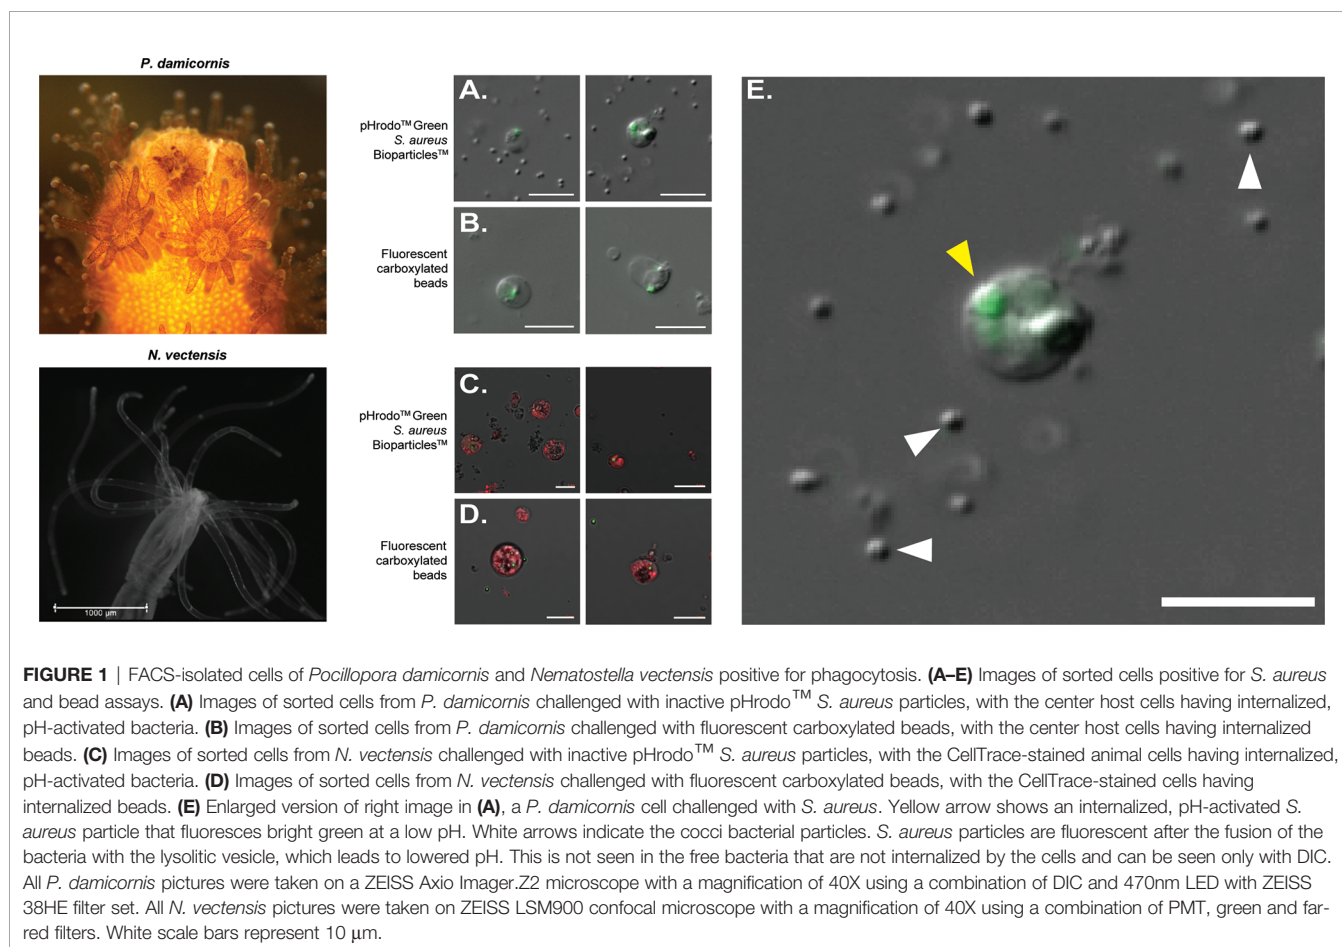 P. damicornis
pHrodo™ Green
S. aureus
Bioparticles™
A.
Fluorescent
carboxylated
beads
B.
N. vectensis
1000 µm
pHrodo™ Green
S. aureus
Bioparticles™
C.
Fluorescent
carboxylated
beads
D.
E.
FIGURE 1 | FACS-isolated cells of Pocillopora damicornis and Nematostella vectensis positive for phagocytosis. (A–E) Images of sorted cells positive for S. aureus
and bead assays. (A) Images of sorted cells from P. damicornis challenged with inactive pHrodo™ S. aureus particles, with the center host cells having internalized,
pH-activated bacteria. (B) Images of sorted cells from P. damicornis challenged with fluorescent carboxylated beads, with the center host cells having internalized
beads. (C) Images of sorted cells from N. vectensis challenged with inactive pHrodo™ S. aureus particles, with the CellTrace-stained animal cells having internalized,
pH-activated bacteria. (D) Images of sorted cells from N. vectensis challenged with fluorescent carboxylated beads, with the CellTrace-stained cells having
internalized beads. (E) Enlarged version of right image in (A), a P. damicornis cell challenged with S. aureus. Yellow arrow shows an internalized, pH-activated S.
aureus particle that fluoresces bright green at a low pH. White arrows indicate the cocci bacterial particles. S. aureus particles are fluorescent after the fusion of the
bacteria with the lysolitic vesicle, which leads to lowered pH. This is not seen in the free bacteria that are not internalized by the cells and can be seen only with DIC.
All P. damicornis pictures were taken on a ZEISS Axio Imager.Z2 microscope with a magnification of 40X using a combination of DIC and 470nm LED with ZEISS
38HE filter set. All N. vectensis pictures were taken on ZEISS LSM900 confocal microscope with a magnification of 40X using a combination of PMT, green and far-
red filters. White scale bars represent 10 µm.